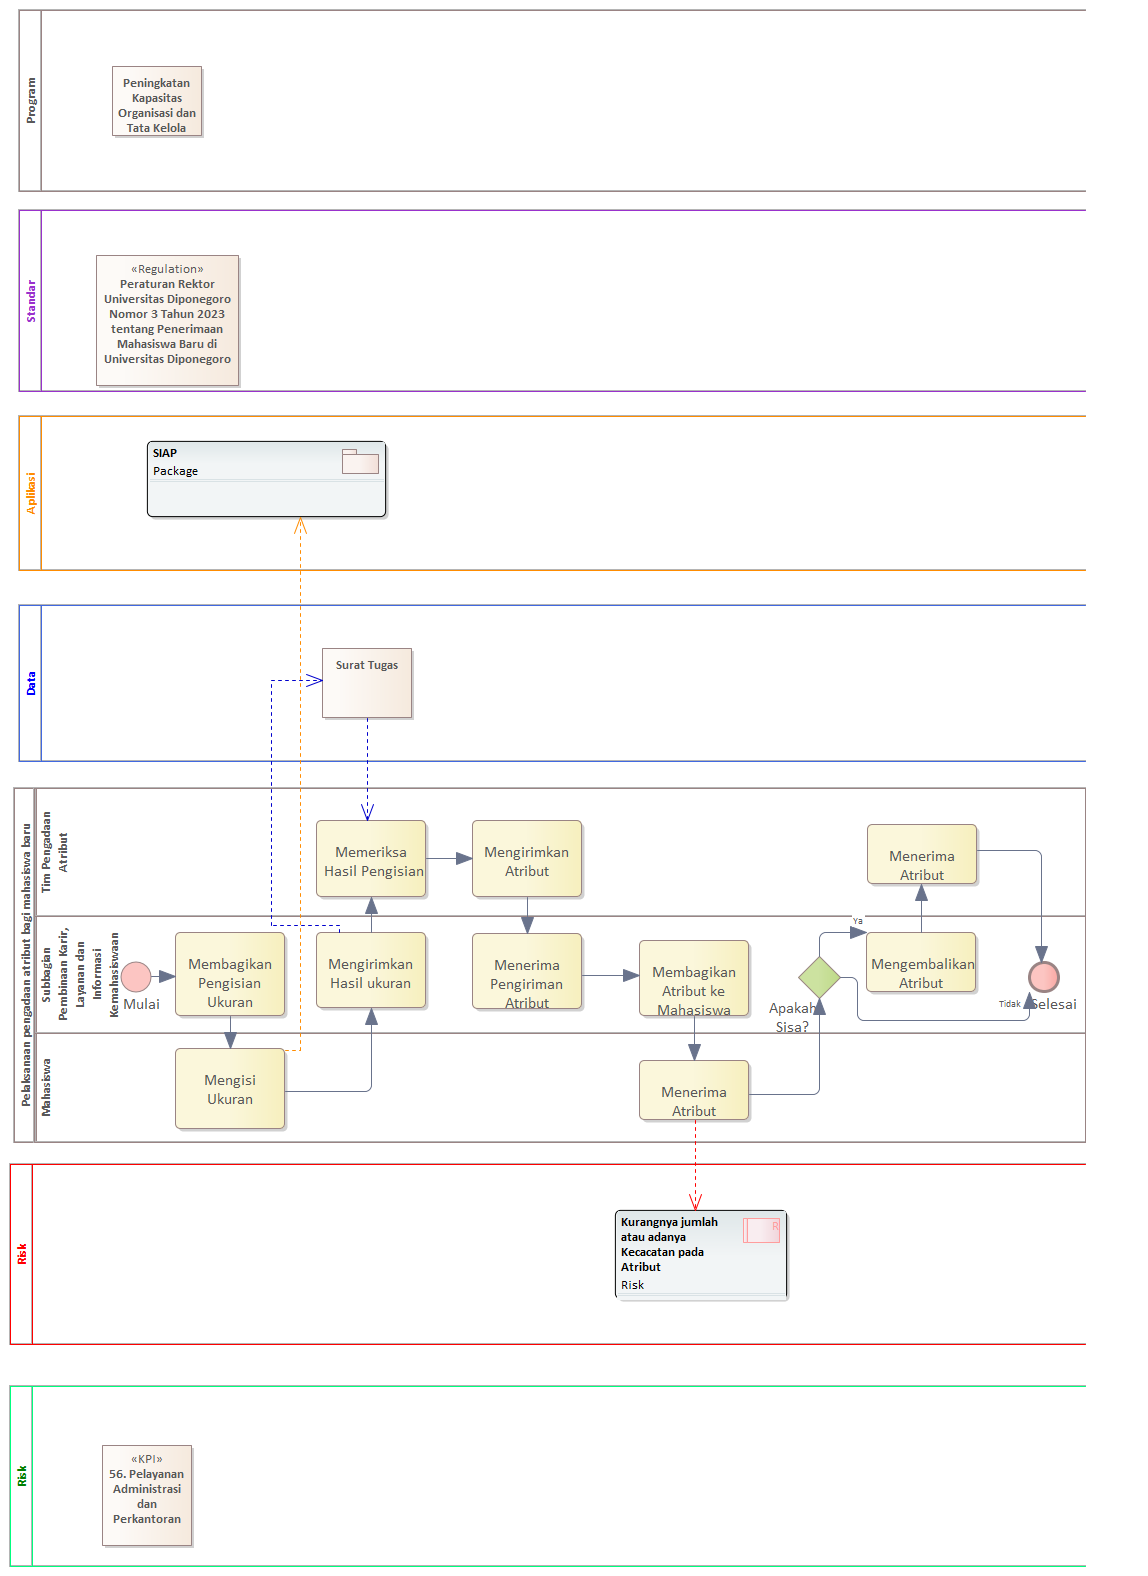 Program
Peningkatan
Kapasitas
Organisasi dan
Tata Kelola
Standar
«Regulation»
Peraturan Rektor
Universitas Diponegoro
Nomor 3 Tahun 2023
tentang Penerimaan
Mahasiswa Baru di
Universitas Diponegoro
Aplikasi
SIAP
Package
Data
Surat Tugas
Pelaksanaan pengadaan atribut bagi mahasiswa baru
Tim Pengadaan
Atribut
Memeriksa
Hasil Pengisian
Mengirimkan
Atribut
Menerima
Atribut
Subbagian
Pembinaan Karir,
Layanan dan
Informasi
Kemahasiswaan
Mulai
Membagikan
Pengisian
Ukuran
Mengirimkan
Hasil ukuran
Menerima
Pengiriman
Atribut
Membagikan
Atribut ke
Mahasiswa
Apakah
Sisa?
Ya
Mengembalikan
Atribut
Tidak
Selesai
Mahasiswa
Mengisi
Ukuran
Menerima
Atribut
Risk
Kurangnya jumlah
atau adanya
Kecacatan pada
Atribut
Risk
R
Risk
«KPI»
56. Pelayanan
Administrasi
dan
Perkantoran